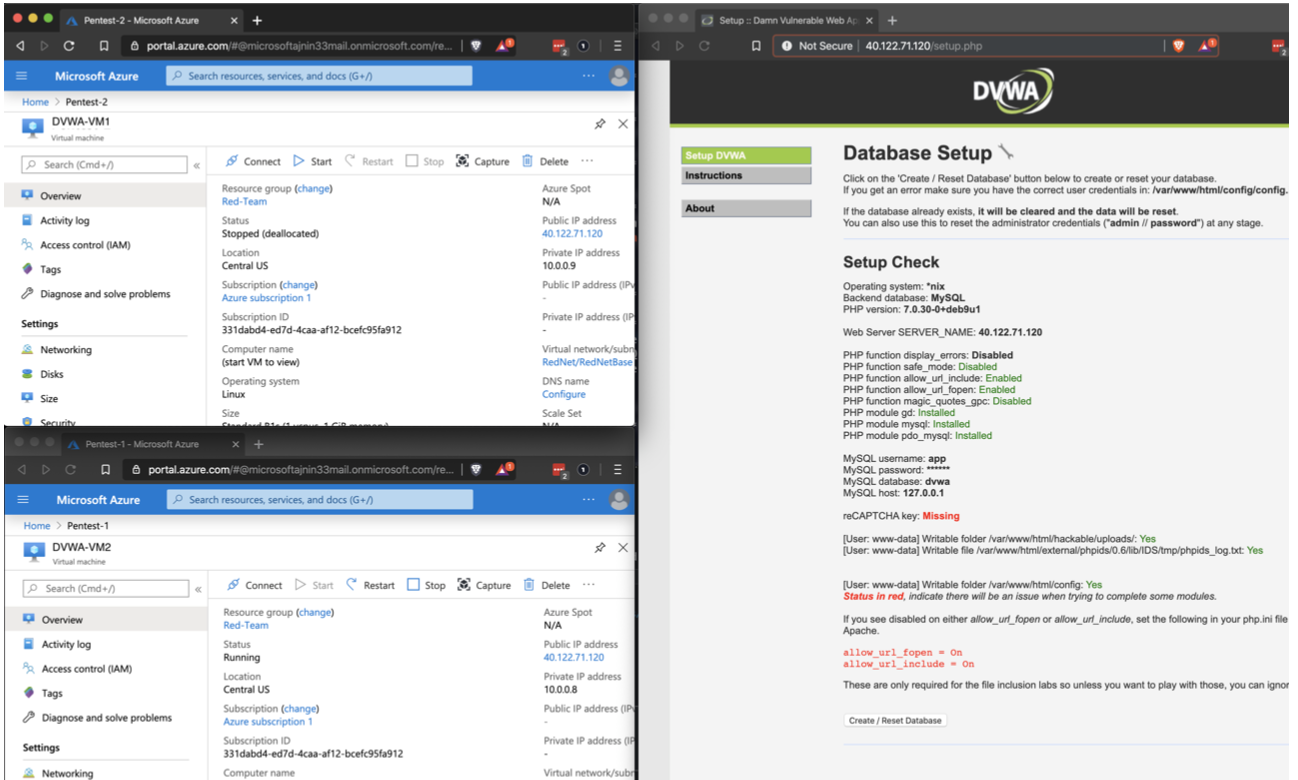 Pentest-2 - Microsoft Azure
portal.azure.com/#@microsoftajnin33mail.onmicrosoft.com/re...
2
1
Microsoft Azure
Search resources, services, and docs (G+/)
Home > Pentest-2
DVWA-VM1
Virtual machine
Search (Cmd+/)
Overview
Activity log
Access control (IAM)
Tags
Diagnose and solve problems
Settings
Networking
Disks
Size
Security
Connect Start Restart Stop Capture Delete ...
Resource group (change)
Red-Team
Status
Stopped (deallocated)
Location
Central US
Subscription (change)
Azure subscription 1
Subscription ID
331dabd4-ed7d-4caa-af12-bcefc95fa912
Computer name
(start VM to view)
Operating system
Linux
Size
Standard B1s (1 vcpus, 1 GiB memory)
Azure Spot
N/A
Public IP address
40.122.71.120
Private IP address
10.0.0.9
Public IP address (IPv
-
Private IP address (IP
-
Virtual network/subn
RedNet/RedNetBase
DNS name
Configure
Scale Set
N/A
Pentest-1 - Microsoft Azure
portal.azure.com/#@microsoftajnin33mail.onmicrosoft.com/re...
2
1
Microsoft Azure
Search resources, services, and docs (G+/)
Home > Pentest-1
DVWA-VM2
Virtual machine
Search (Cmd+/)
Overview
Activity log
Access control (IAM)
Tags
Diagnose and solve problems
Settings
Networking
Connect Start Restart Stop Capture Delete ...
Resource group (change)
Red-Team
Status
Running
Location
Central US
Subscription (change)
Azure subscription 1
Subscription ID
331dabd4-ed7d-4caa-af12-bcefc95fa912
Computer name
Azure Spot
N/A
Public IP address
40.122.71.120
Private IP address
10.0.0.8
Public IP address (IPv
-
Private IP address (IP
-
Virtual network/subn
Setup :: Damn Vulnerable Web Ap
Not Secure 40.122.71.120/setup.php
1
2
DVWA
Setup DVWA
Instructions
About
Database Setup
Click on the 'Create / Reset Database' button below to create or reset your database.
If you get an error make sure you have the correct user credentials in: /var/www/html/config/config.
If the database already exists, it will be cleared and the data will be reset.
You can also use this to reset the administrator credentials ("admin // password") at any stage.
Setup Check
Operating system: *nix
Backend database: MySQL
PHP version: 7.0.30-0+deb9u1
Web Server SERVER_NAME: 40.122.71.120
PHP function display_errors: Disabled
PHP function safe_mode: Disabled
PHP function allow_url_include: Enabled
PHP function allow_url_fopen: Enabled
PHP function magic_quotes_gpc: Disabled
PHP module gd: Installed
PHP module mysql: Installed
PHP module pdo_mysql: Installed
MySQL username: app
MySQL password: ******
MySQL database: dvwa
MySQL host: 127.0.0.1
reCAPTCHA key: Missing
[User: www-data] Writable folder /var/www/html/hackable/uploads/: Yes
[User: www-data] Writable file /var/www/html/external/phpids/0.6/lib/IDS/tmp/phpids_log.txt: Yes
[User: www-data] Writable folder /var/www/html/config: Yes
Status in red, indicate there will be an issue when trying to complete some modules.
If you see disabled on either allow_url_fopen or allow_url_include, set the following in your php.ini file
Apache.
allow_url_fopen = On
allow_url_include = On
These are only required for the file inclusion labs so unless you want to play with those, you can ignor
Create / Reset Database